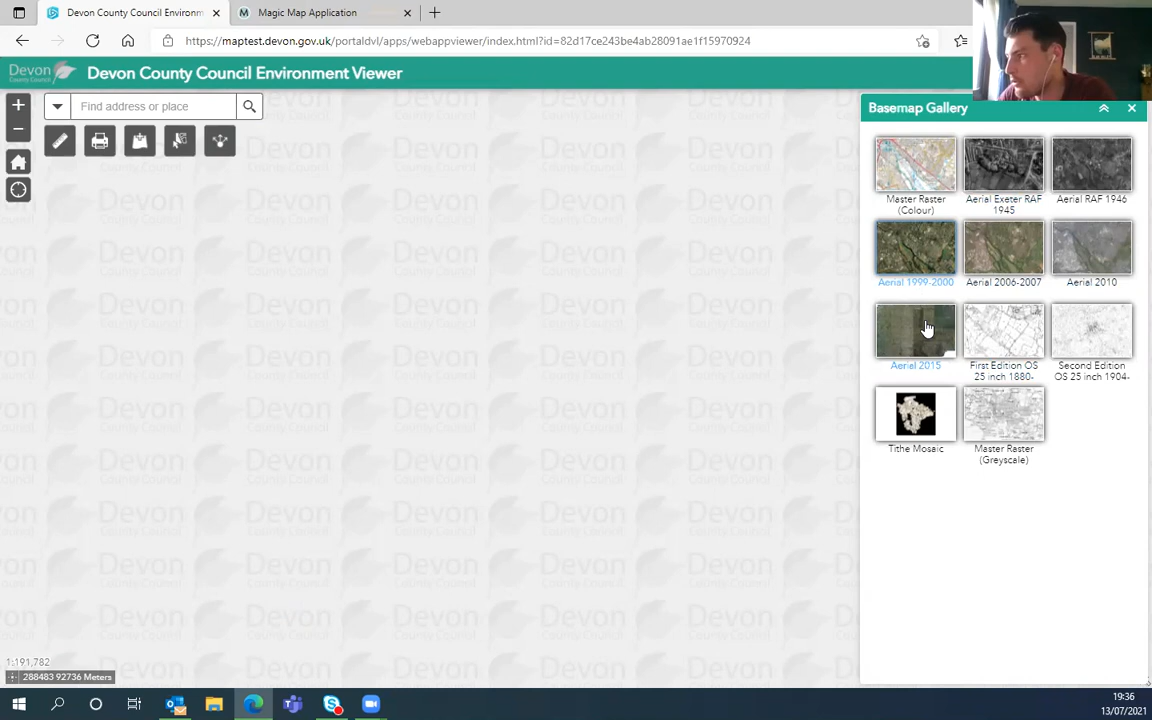 Devon County Council Environm
Magic Map Application
https://maptest.devon.gov.uk/portaldvl/apps/webappviewer/index.html?id=82d17ce243be4ab28091ae1f15970924
Devon
County Council
Devon County Council Environment Viewer
Find address or place
Basemap Gallery
Master Raster
(Colour)
Aerial Exeter RAF
1945
Aerial RAF 1946
Aerial 1999-2000
Aerial 2006-2007
Aerial 2010
Aerial 2015
First Edition OS
25 inch 1880-
Second Edition
OS 25 inch 1904-
Tithe Mosaic
Master Raster
(Greyscale)
1:191,782
288483 92736 Meters
19:36
13/07/2021